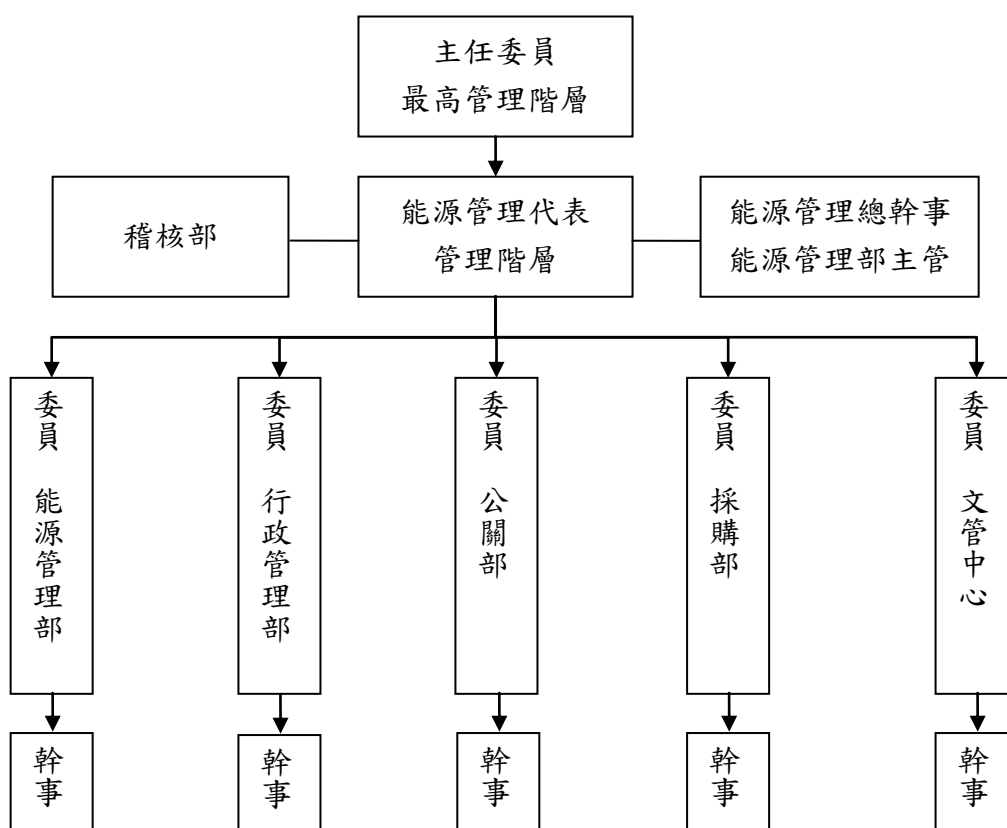 主任委員
最高管理階層
稽核部
能源管理代表
管理階層
能源管理總幹事
能源管理部主管
委員 能源管理部
委員 行政管理部
委員 公關部
委員 採購部
委員 文管中心
幹事
幹事
幹事
幹事
幹事